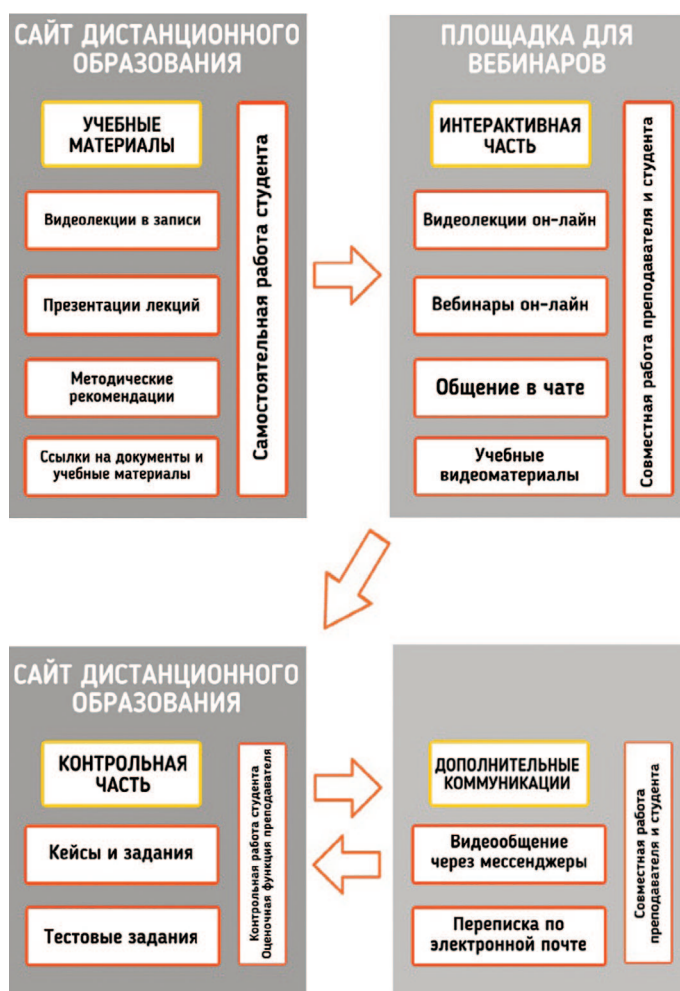 САЙТ ДИСТАНЦИОННОГО
ОБРАЗОВАНИЯ
УЧЕБНЫЕ
МАТЕРИАЛЫ
Видеолекции в записи
Презентации лекций
Методические
рекомендации
Ссылки на документы и
учебные материалы
Самостоятельная работа студента
ПЛОЩАДКА ДЛЯ
ВЕБИНАРОВ
ИНТЕРАКТИВНАЯ
ЧАСТЬ
Видеолекции он-лайн
Вебинары он-лайн
Общение в чате
Учебные
видеоматериалы
Совместная работа преподавателя и студента
САЙТ ДИСТАНЦИОННОГО
ОБРАЗОВАНИЯ
КОНТРОЛЬНАЯ
ЧАСТЬ
Кейсы и задания
Тестовые задания
Контрольная работа студента
Оценочная функция преподавателя
ДОПОЛНИТЕЛЬНЫЕ
КОММУНИКАЦИИ
Видеообщение
через мессенджеры
Переписка по
электронной почте
Совместная работа
преподавателя и студента